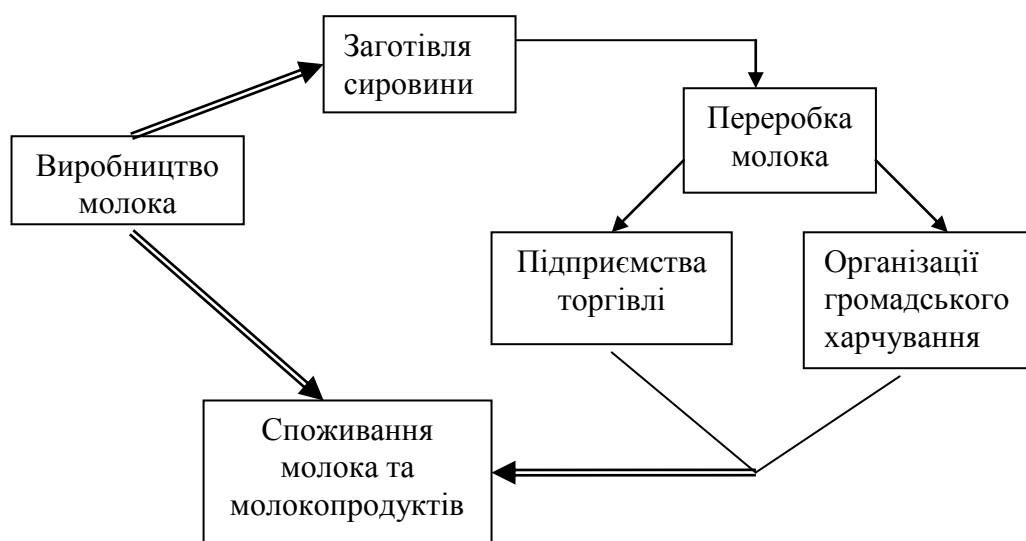 Заготівля
сировини
Переробка
молока
Виробництво
молока
Підприємства
торгівлі
Організації
громадського
харчування
Споживання
молока та
молокопродуктів